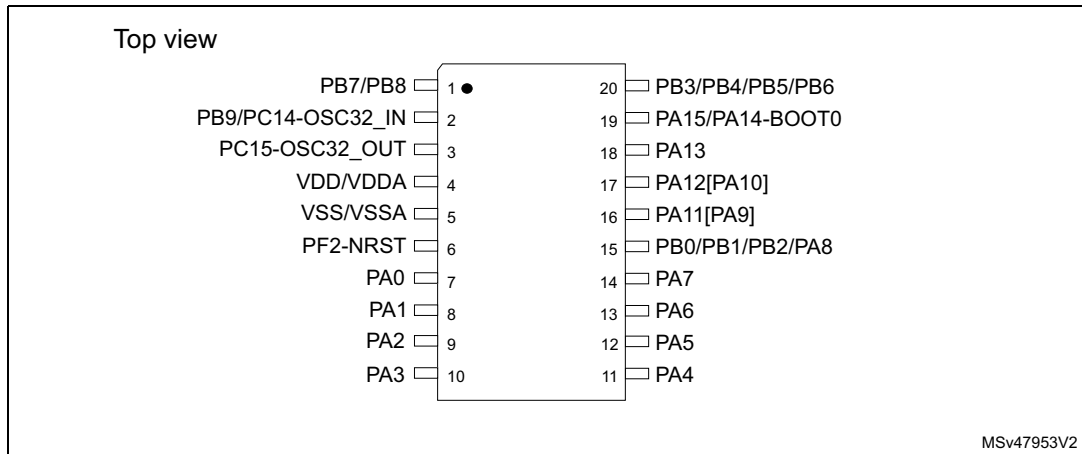 Top view
PB7/PB8 1 20 PB3/PB4/PB5/PB6
PB9/PC14-OSC32_IN 2 19 PA15/PA14-BOOT0
PC15-OSC32_OUT 3 18 PA13
VDD/VDDA 4 17 PA12[PA10]
VSS/VSSA 5 16 PA11[PA9]
PF2-NRST 6 15 PB0/PB1/PB2/PA8
PA0 7 14 PA7
PA1 8 13 PA6
PA2 9 12 PA5
PA3 10 11 PA4
MSv47953V2